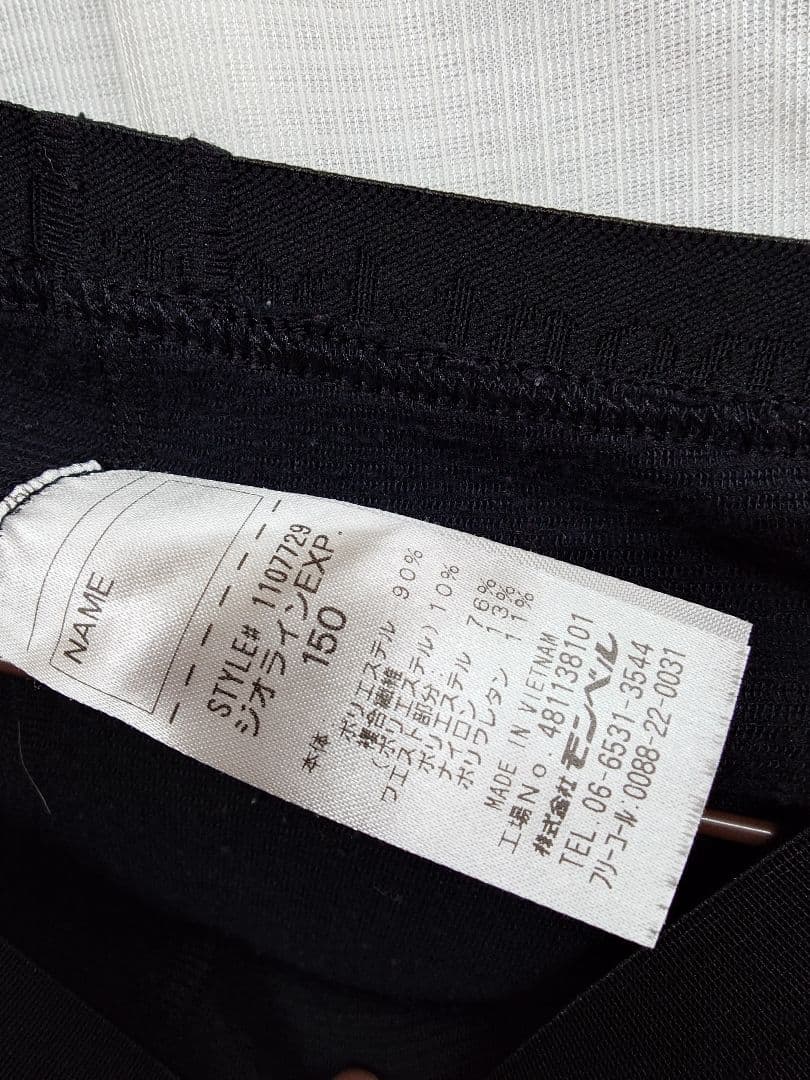 NAME
STYLE# 1107729
ジオラインEXP.
150
本体:
ポリエステル 90%
複合繊維
(ポリエステル) 10%
ウエスト部分:
ポリエステル 76%
ナイロン 13%
ポリウレタン 11%
MADE IN VIETNAM
工場No.481138101
株式会社 モンベル
TEL:06-6531-3544
フリーコール:0088-22-0031